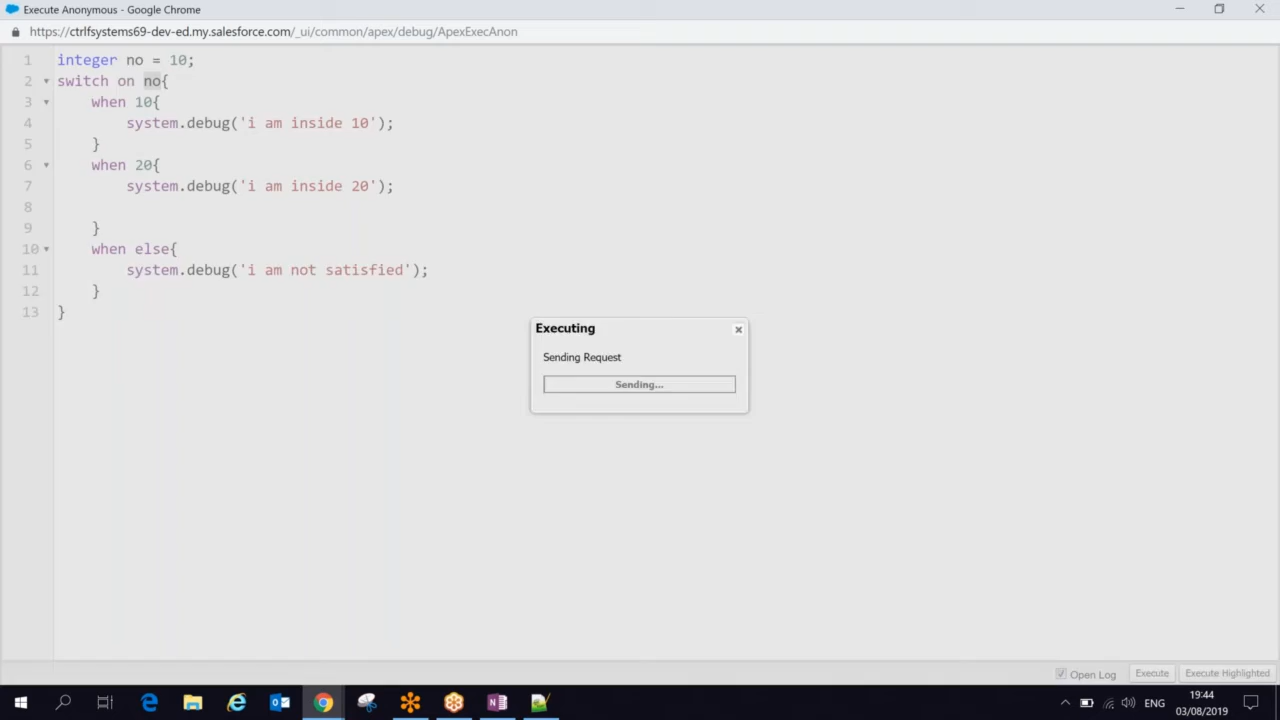 Execute Anonymous - Google Chrome
https://ctrlfsystems69-dev-ed.my.salesforce.com/_ui/common/apex/debug/ApexExecAnon
1 integer no = 10;
2 switch on no{
3 when 10{
4 system.debug('i am inside 10');
5 }
6 when 20{
7 system.debug('i am inside 20');
8
9 }
10 when else{
11 system.debug('i am not satisfied');
12 }
13 }
Executing
Sending Request
Sending...
Open Log Execute Execute Highlighted
ENG 19:44
03/08/2019